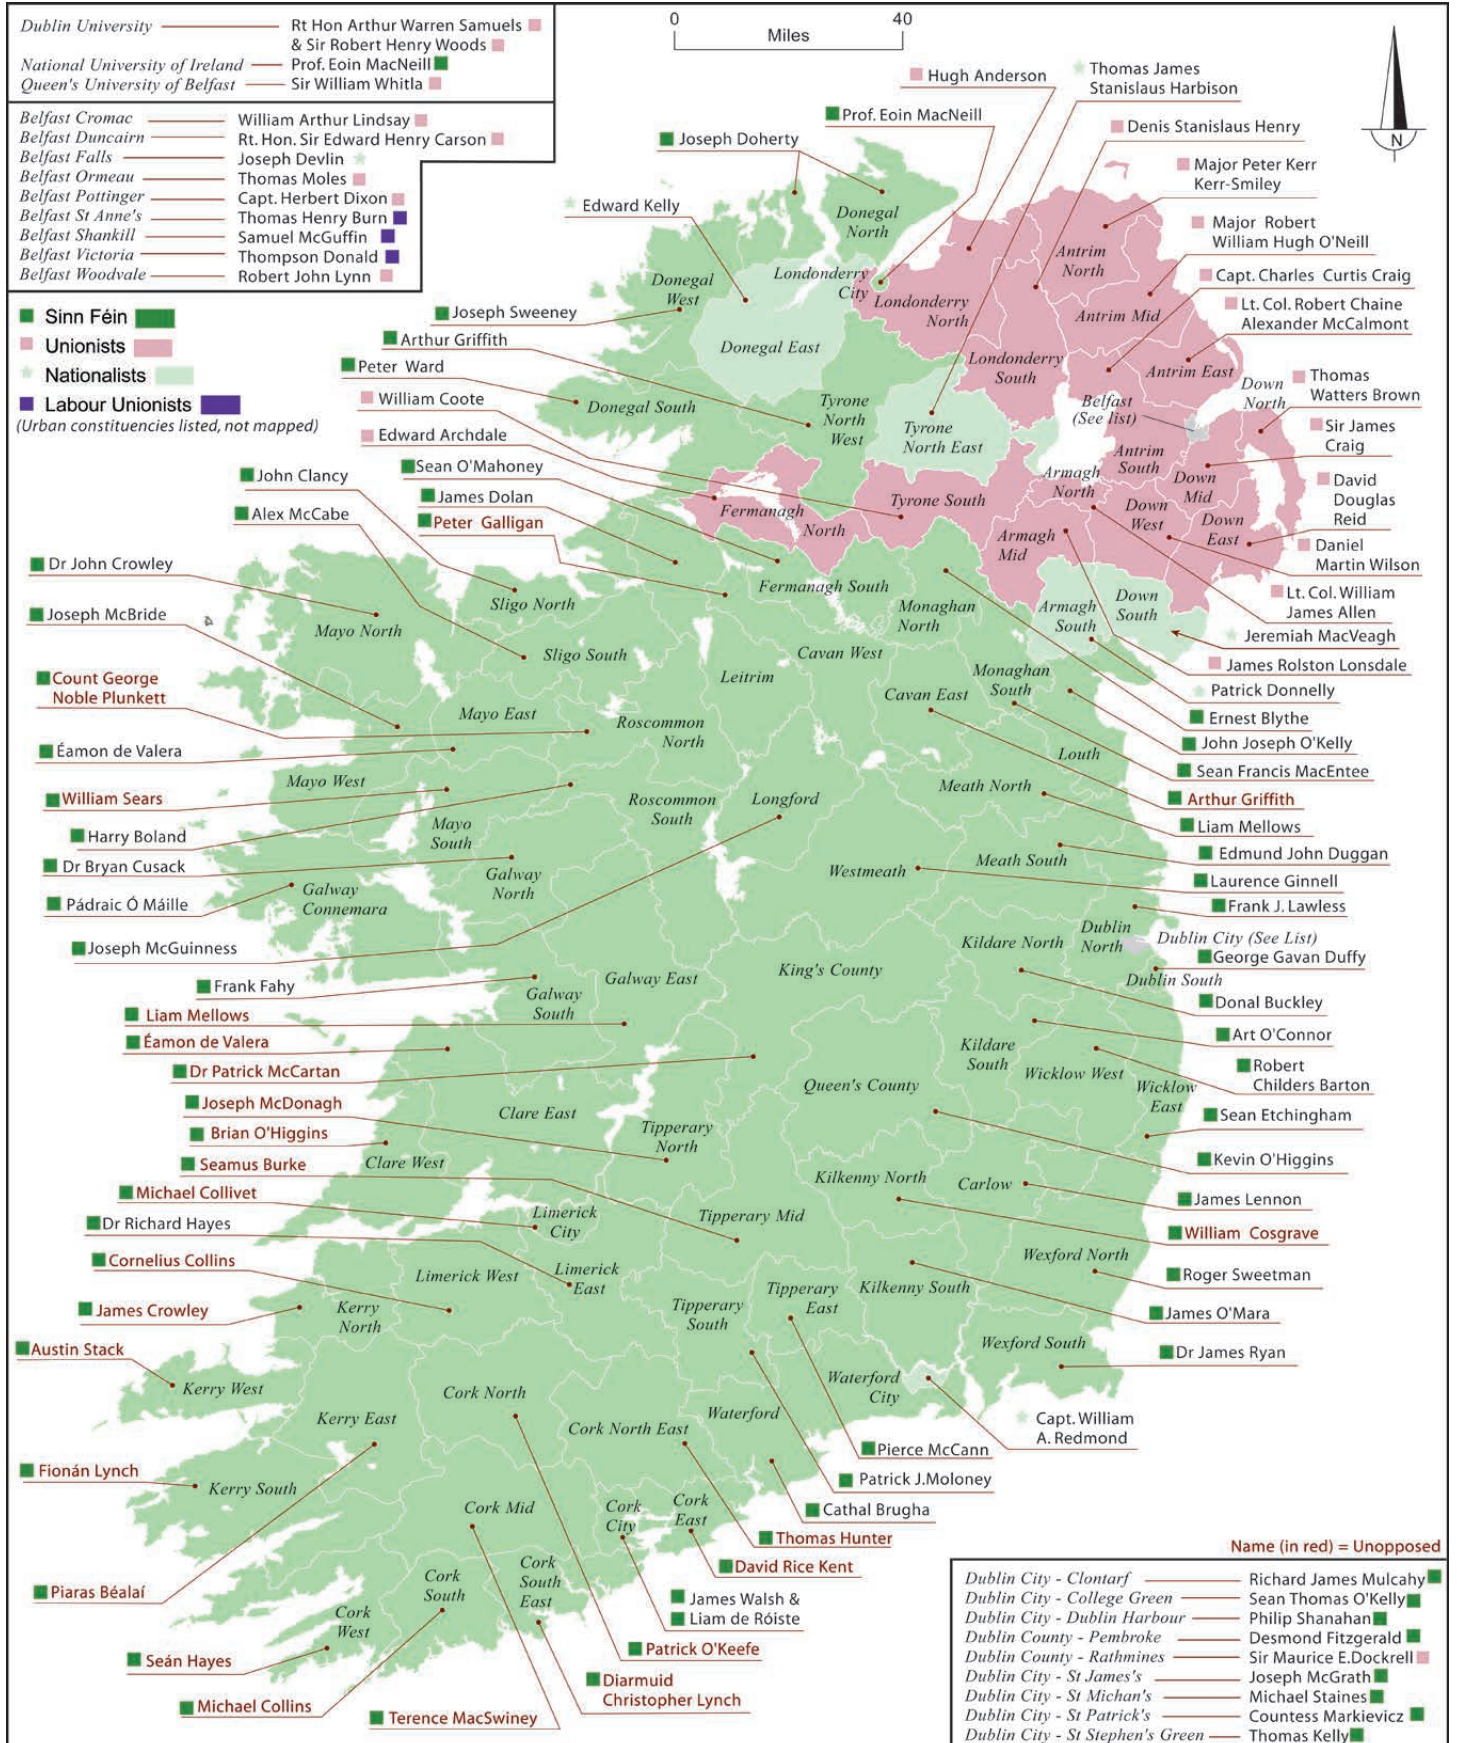 Dublin University
Rt Hon Arthur Warren Samuels
& Sir Robert Henry Woods
National University of Ireland
Prof. Eoin MacNeill
Queen's University of Belfast
Sir William Whitla
Belfast Cromac
William Arthur Lindsay
Belfast Duncairn
Rt. Hon. Sir Edward Henry Carson
Belfast Falls
Joseph Devlin
Belfast Ormeau
Thomas Moles
Belfast Pottinger
Capt. Herbert Dixon
Belfast St Anne's
Thomas Henry Burn
Belfast Shankill
Samuel McGuffin
Belfast Victoria
Thompson Donald
Belfast Woodvale
Robert John Lynn
Sinn Féin
Unionists
Nationalists
Labour Unionists
(Urban constituencies listed, not mapped)
0
40
Miles
N
Hugh Anderson
Thomas James
Stanislaus Harbison
Prof. Eoin MacNeill
Joseph Doherty
Denis Stanislaus Henry
Major Peter Kerr
Kerr-Smiley
Edward Kelly
Major Robert
William Hugh O'Neill
Capt. Charles Curtis Craig
Lt. Col. Robert Chaine
Alexander McCalmont
Joseph Sweeney
Arthur Griffith
Peter Ward
William Coote
Edward Archdale
Sean O'Mahoney
James Dolan
Peter Galligan
John Clancy
Alex McCabe
Dr John Crowley
Joseph McBride
Count George
Noble Plunkett
Éamon de Valera
William Sears
Harry Boland
Dr Bryan Cusack
Pádraic Ó Máille
Joseph McGuinness
Frank Fahy
Liam Mellows
Éamon de Valera
Dr Patrick McCartan
Joseph McDonagh
Brian O'Higgins
Seamus Burke
Michael Collivet
Dr Richard Hayes
Cornelius Collins
James Crowley
Austin Stack
Fionán Lynch
Piaras Béalaí
Seán Hayes
Michael Collins
Terence MacSwiney
Donegal
North
Donegal
West
Londonderry
City
Londonderry
North
Antrim
North
Antrim Mid
Donegal East
Londonderry
South
Antrim East
Down
North
Belfast
(See list)
Donegal South
Tyrone
North
West
Tyrone
North East
Antrim
South
Down
Mid
Armagh
North
Tyrone South
Down
West
Down
East
Fermanagh
North
Armagh
Mid
Fermanagh South
Armagh
South
Down
South
Monaghan
North
Sligo North
Mayo North
Sligo South
Cavan West
Leitrim
Monaghan
South
Cavan East
Mayo East
Roscommon
North
Louth
Mayo West
Meath North
Roscommon
South
Longford
Mayo
South
Meath South
Galway
North
Westmeath
Galway
Connemara
Dublin
North
Dublin City (See List)
Kildare North
King's County
Galway East
Dublin South
Galway
South
Kildare
South
Wicklow West
Wicklow
East
Queen's County
Clare East
Tipperary
North
Clare West
Kilkenny North
Carlow
Limerick
City
Tipperary Mid
Wexford North
Limerick West
Limerick
East
Kilkenny South
Tipperary
East
Kerry
North
Tipperary
South
Wexford South
Waterford
City
Kerry West
Cork North
Kerry East
Waterford
Cork North East
Kerry South
Cork Mid
Cork
City
Cork
East
Cork
South
Cork
South
East
Cork
West
Thomas
Watters Brown
Sir James
Craig
David
Douglas
Reid
Daniel
Martin Wilson
Lt. Col. William
James Allen
Jeremiah MacVeagh
James Rolston Lonsdale
Patrick Donnelly
Ernest Blythe
John Joseph O'Kelly
Sean Francis MacEntee
Arthur Griffith
Liam Mellows
Edmund John Duggan
Laurence Ginnell
Frank J. Lawless
George Gavan Duffy
Donal Buckley
Art O'Connor
Robert
Childers Barton
Sean Etchingham
Kevin O'Higgins
James Lennon
William Cosgrave
Roger Sweetman
James O'Mara
Dr James Ryan
Capt. William
A. Redmond
Pierce McCann
Patrick J.Moloney
Cathal Brugha
Thomas Hunter
David Rice Kent
James Walsh &
Liam de Róiste
Patrick O'Keefe
Diarmuid
Christopher Lynch
Name (in red) = Unopposed
Dublin City - Clontarf
Richard James Mulcahy
Dublin City - College Green
Sean Thomas O'Kelly
Dublin City - Dublin Harbour
Philip Shanahan
Dublin County - Pembroke
Desmond Fitzgerald
Dublin County - Rathmines
Sir Maurice E.Dockrell
Dublin City - St James's
Joseph McGrath
Dublin City - St Michan's
Michael Staines
Dublin City - St Patrick's
Countess Markievicz
Dublin City - St Stephen's Green
Thomas Kelly